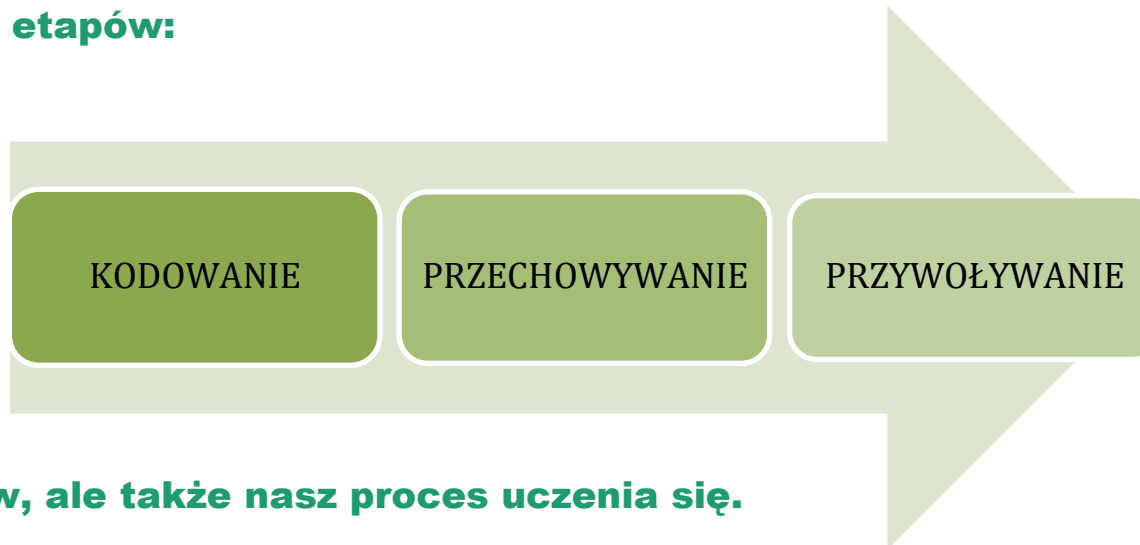 etapów:
KODOWANIE PRZECHOWYWANIE PRZYWOŁYWANIE
w, ale także nasz proces uczenia się.